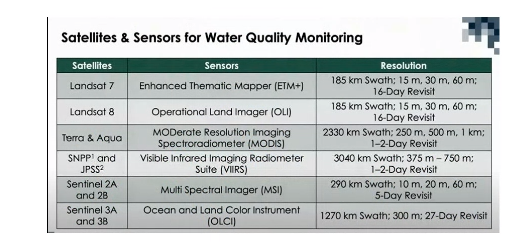 Satellites & Sensors for Water Quality Monitoring
Satellites Sensors Resolution
Landsat 7 Enhanced Thematic Mapper (ETM+) 185 km Swath; 15 m, 30 m, 60 m;
16-Day Revisit
Landsat 8 Operational Land Imager (OLI) 185 km Swath; 15 m, 30 m, 60 m;
16-Day Revisit
Terra & Aqua MODerate Resolution Imaging
Spectroradiometer (MODIS) 2330 km Swath; 250 m, 500 m, 1 km;
1–2-Day Revisit
SNPP¹ and
JPSS² Visible Infrared Imaging Radiometer
Suite (VIIRS) 3040 km Swath; 375 m – 750 m;
1–2-Day Revisit
Sentinel 2A
and 2B Multi Spectral Imager (MSI) 290 km Swath; 10 m, 20 m, 60 m;
5-Day Revisit
Sentinel 3A
and 3B Ocean and Land Color Instrument
(OLCI) 1270 km Swath; 300 m; 27-Day Revisit